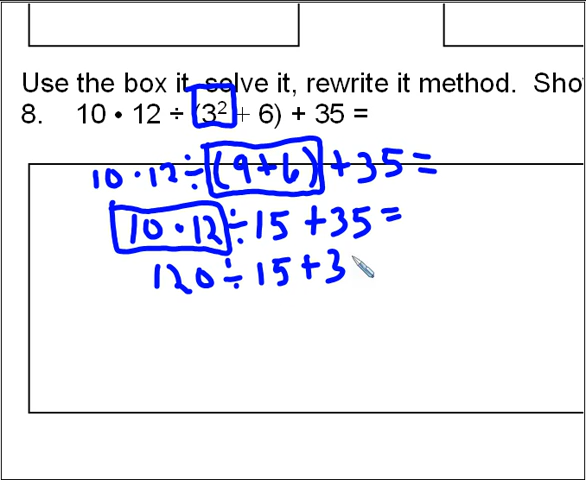 Use the box it, solve it, rewrite it method. Sho
8. 10 • 12 ÷ (3² + 6) + 35 =
10 · 12 ÷ (9 + 6) + 35 =
10 · 12 ÷ 15 + 35 =
120 ÷ 15 + 3